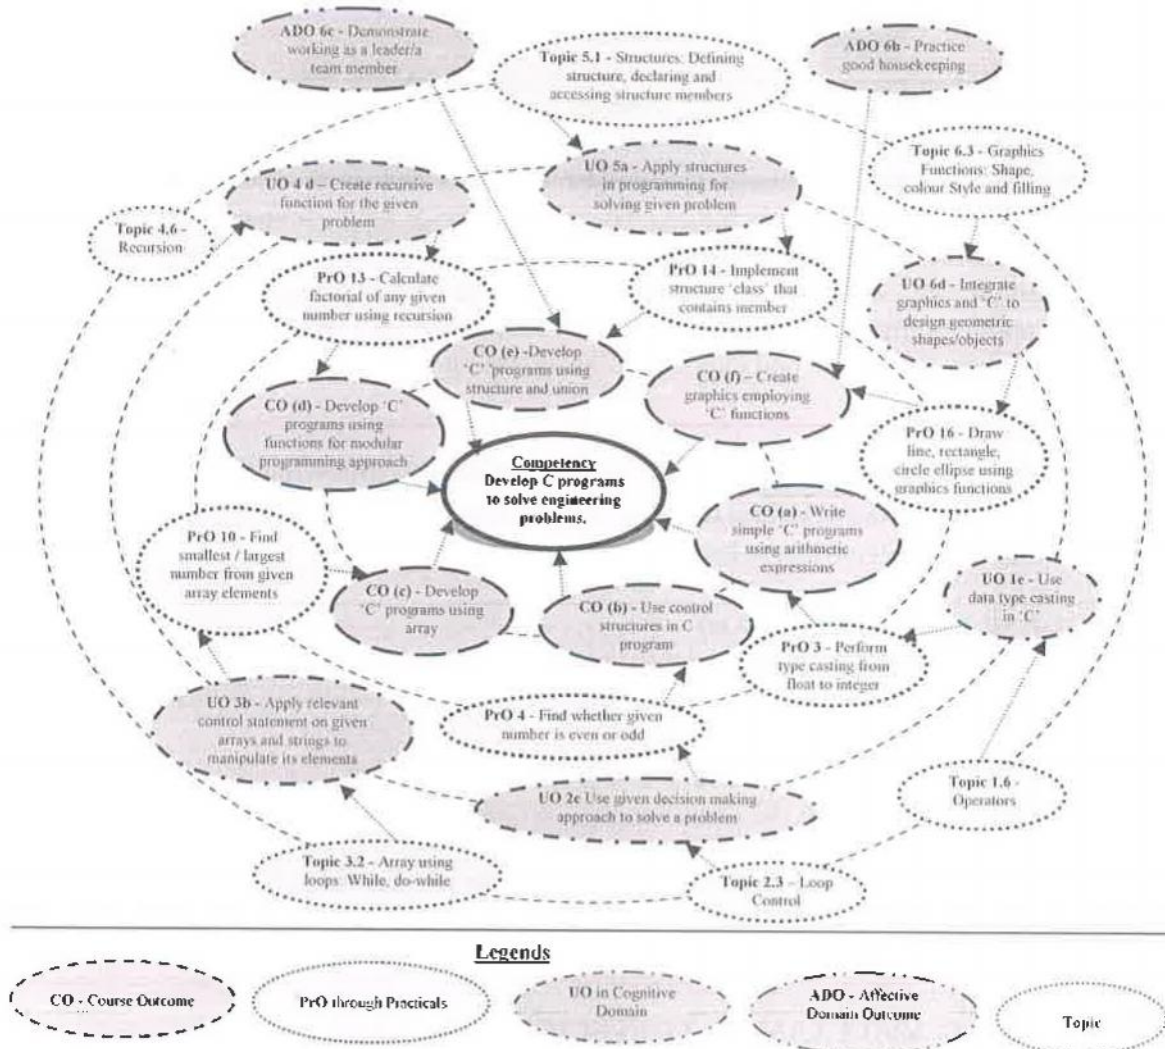 ADO 6c - Demonstrate
working as a leader/a
team member
Topic 5.1 - Structures: Defining
structure, declaring and
accessing structure members
ADO 6b - Practice
good housekeeping
Topic 6.3 - Graphics
Functions: Shape,
colour Style and filling
UO 4 d – Create recursive
function for the given
problem
UO 5a - Apply structures
in programming for
solving given problem
Topic 4.6 -
Recursion
PrO 13 - Calculate
factorial of any given
number using recursion
PrO 14 - Implement
structure 'class' that
contains member
UO 6d - Integrate
graphics and 'C' to
design geometric
shapes/objects
CO (e) -Develop
'C' programs using
structure and union
CO (f) – Create
graphics employing
'C' functions
CO (d) - Develop 'C'
programs using
functions for modular
programming approach
PrO 16 - Draw
line, rectangle,
circle ellipse using
graphics functions
Competency
Develop C programs
to solve engineering
problems.
CO (a) - Write
simple 'C' programs
using arithmetic
expressions
PrO 10 - Find
smallest / largest
number from given
array elements
CO (c) – Develop
'C' programs using
array
CO (b) - Use control
structures in C
program
UO 1e - Use
data type casting
in 'C'
PrO 3 - Perform
type casting from
float to integer
UO 3b - Apply relevant
control statement on given
arrays and strings to
manipulate its elements
PrO 4 - Find whether given
number is even or odd
Topic 1.6 -
Operators
UO 2c Use given decision making
approach to solve a problem
Topic 3.2 - Array using
loops: While, do-while
Topic 2.3 – Loop
Control
Legends
CO - Course Outcome
PrO through Practicals
UO in Cognitive
Domain
ADO - Affective
Domain Outcome
Topic